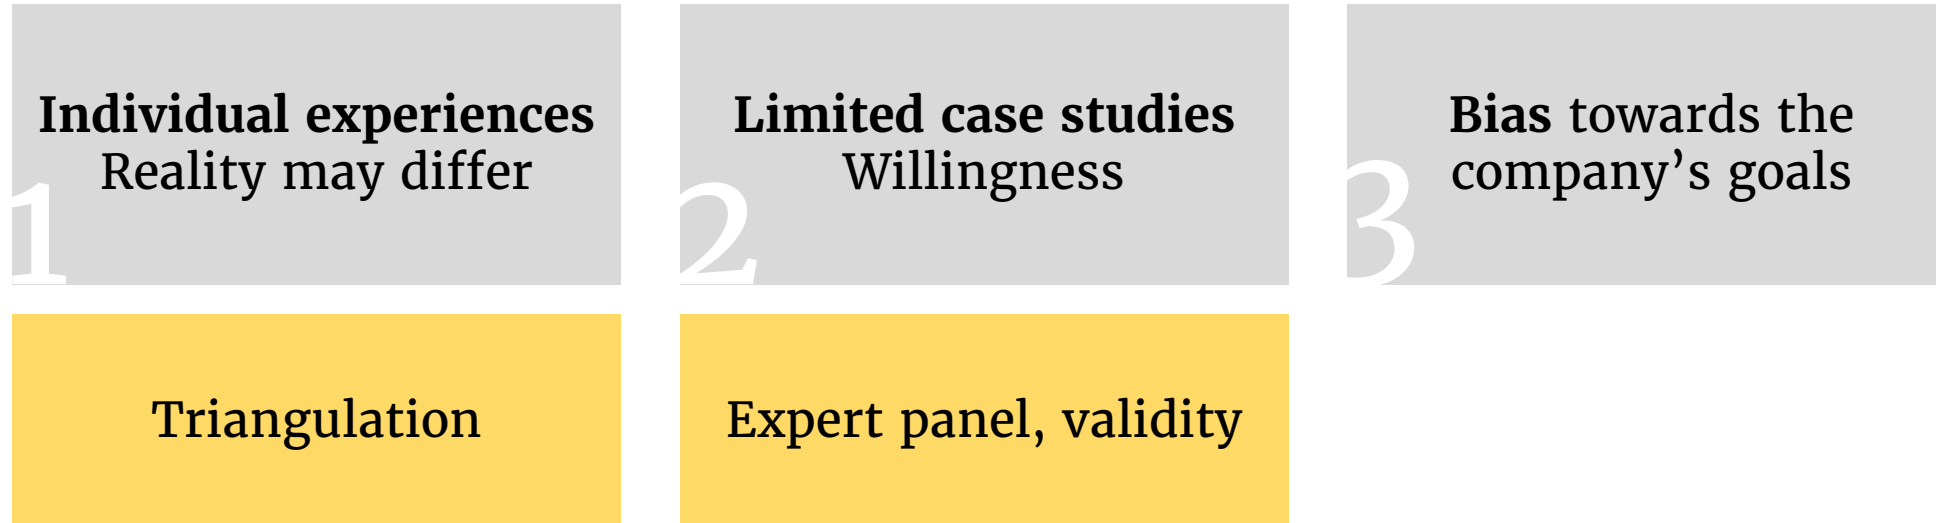 Individual experiences
Reality may differ
1
Limited case studies
Willingness
2
Bias towards the
company’s goals
3
Triangulation
Expert panel, validity